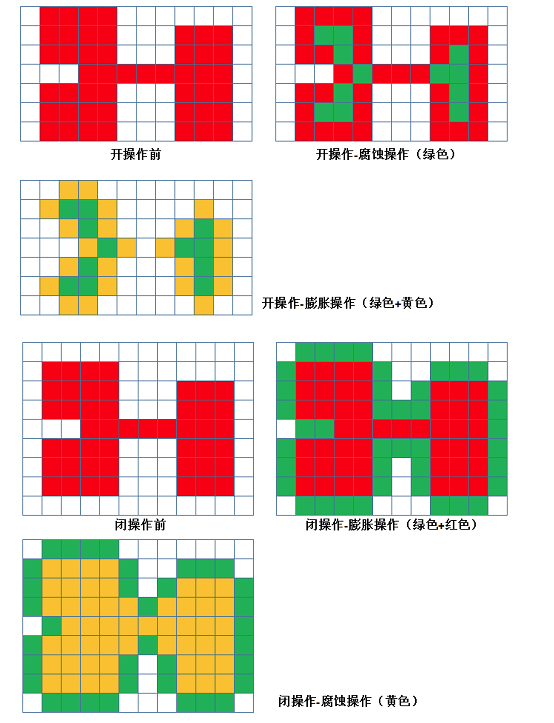 开操作前
开操作-腐蚀操作（绿色）
开操作-膨胀操作（绿色+黄色）
闭操作前
闭操作-膨胀操作（绿色+红色）
闭操作-腐蚀操作（黄色）